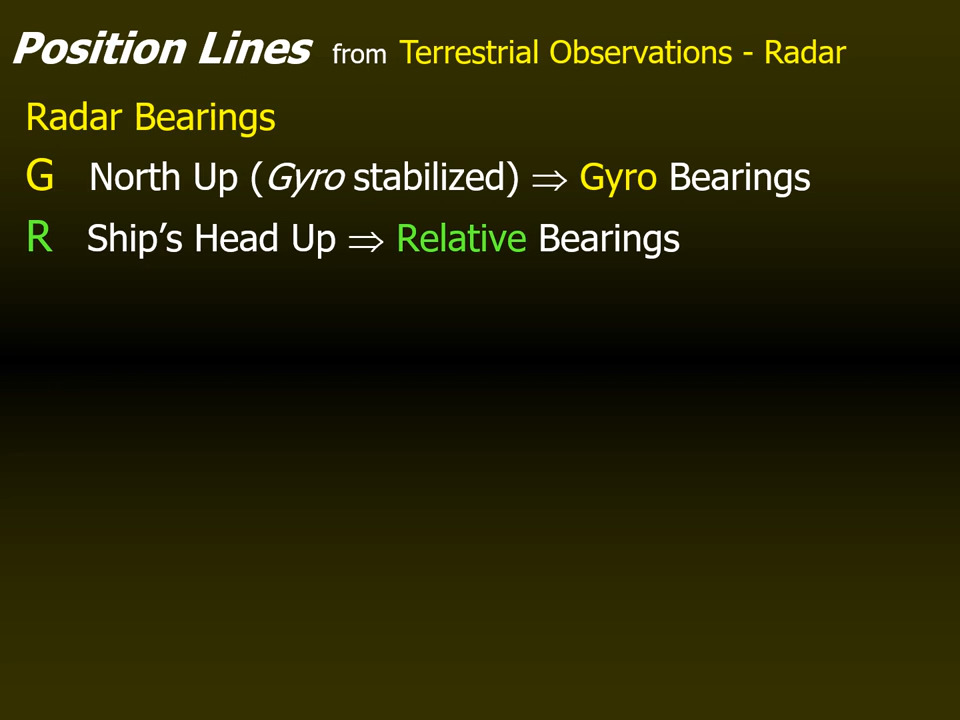 Position Lines from Terrestrial Observations - Radar
Radar Bearings
G North Up (Gyro stabilized) ⇒ Gyro Bearings
R Ship’s Head Up ⇒ Relative Bearings